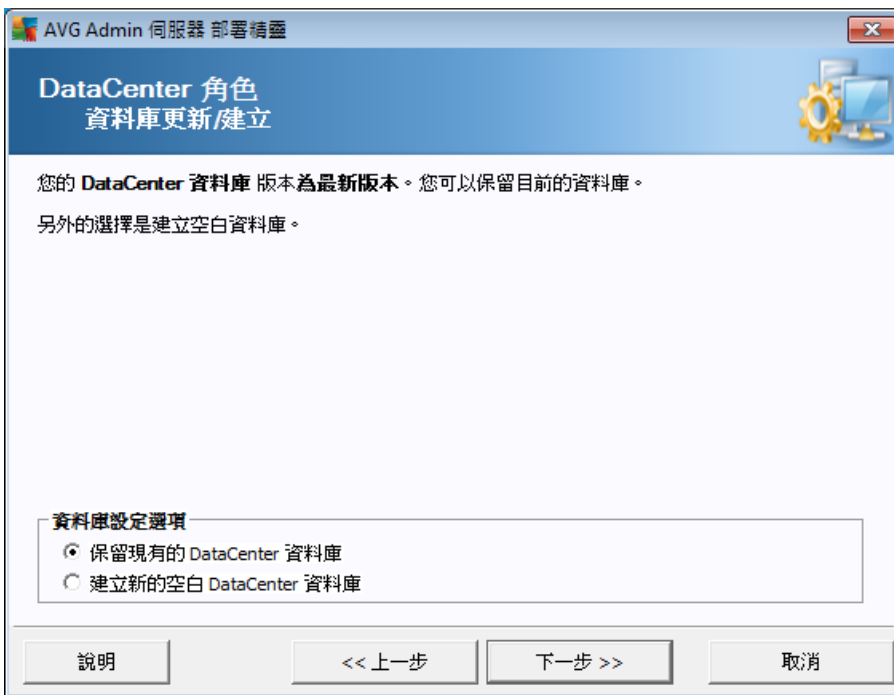 AVG Admin 伺服器 部署精靈
DataCenter 角色
資料庫更新/建立
您的 DataCenter 資料庫 版本為最新版本。您可以保留目前的資料庫。
另外的選擇是建立空白資料庫。
資料庫設定選項
保留現有的 DataCenter 資料庫
建立新的空白 DataCenter 資料庫
說明
<< 上一步
下一步 >>
取消